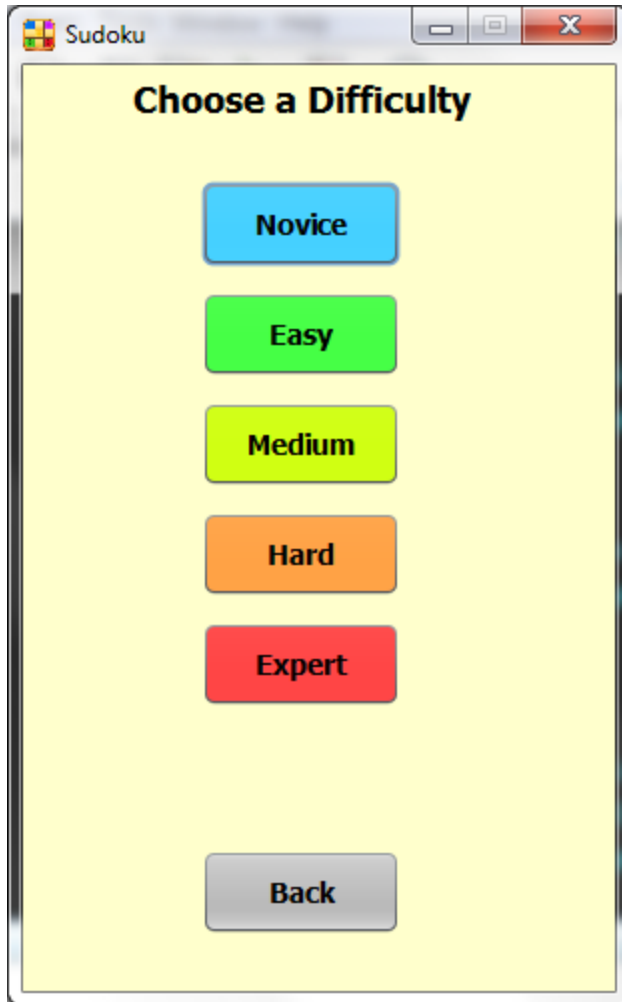 Sudoku
Choose a Difficulty
Novice
Easy
Medium
Hard
Expert
Back